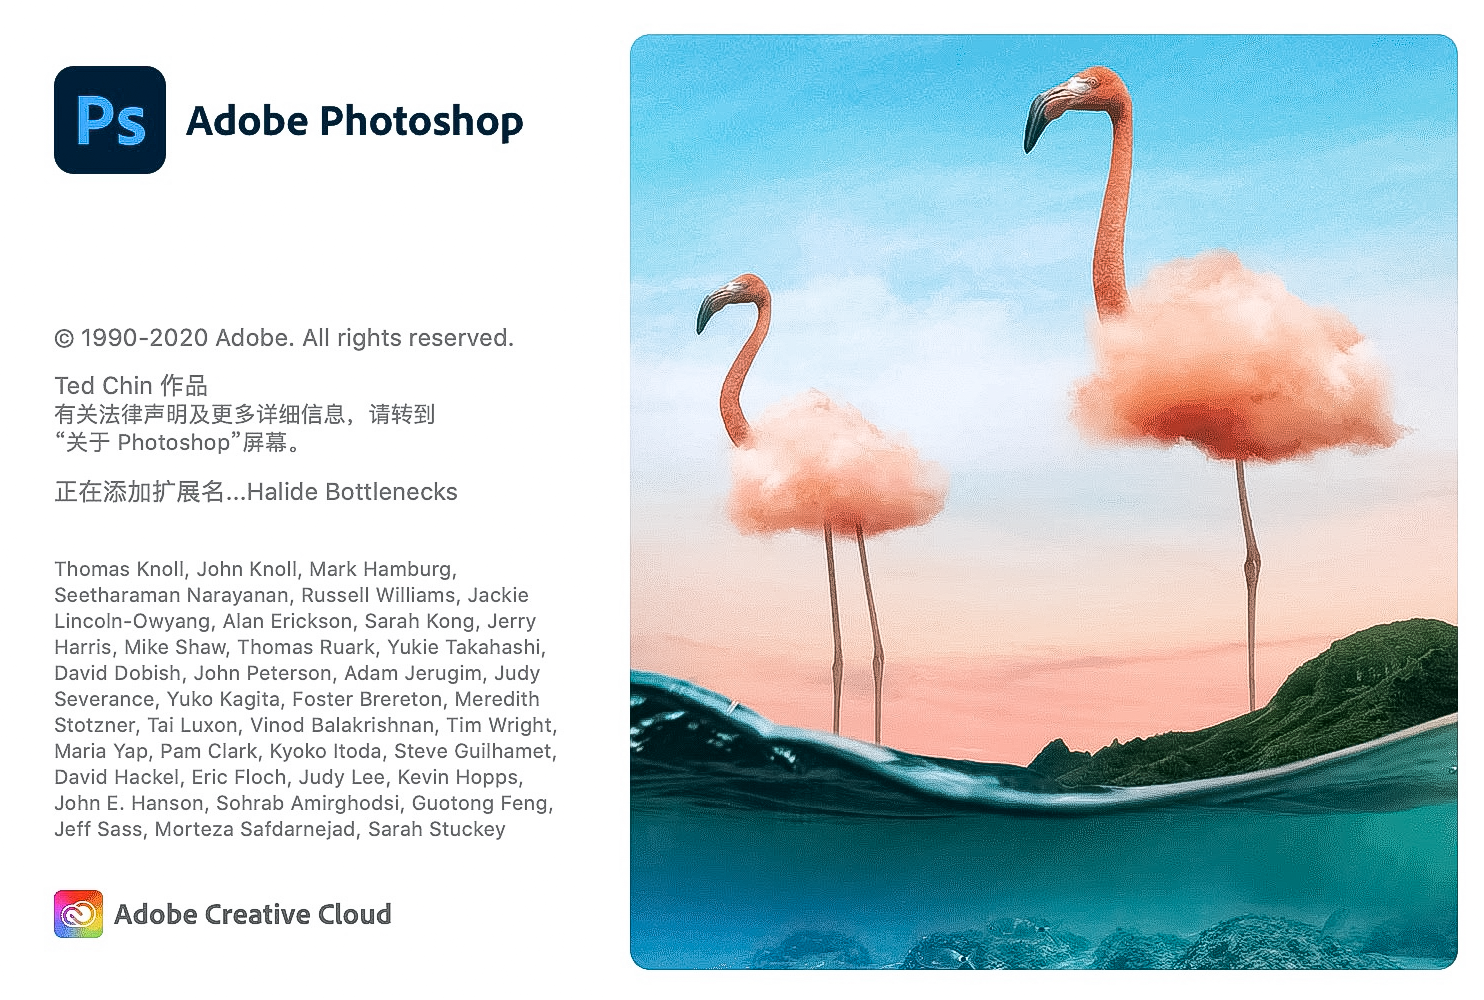 Ps Adobe Photoshop
© 1990-2020 Adobe. All rights reserved.
Ted Chin 作品
有关法律声明及更多详细信息，请转到
“关于 Photoshop”屏幕。
正在添加扩展名...Halide Bottlenecks
Thomas Knoll, John Knoll, Mark Hamburg,
Seetharaman Narayanan, Russell Williams, Jackie
Lincoln-Owyang, Alan Erickson, Sarah Kong, Jerry
Harris, Mike Shaw, Thomas Ruark, Yukie Takahashi,
David Dobish, John Peterson, Adam Jerugim, Judy
Severance, Yuko Kagita, Foster Brereton, Meredith
Stotzner, Tai Luxon, Vinod Balakrishnan, Tim Wright,
Maria Yap, Pam Clark, Kyoko Itoda, Steve Guilhamet,
David Hackel, Eric Floch, Judy Lee, Kevin Hopps,
John E. Hanson, Sohrab Amirghodsi, Guotong Feng,
Jeff Sass, Morteza Safdarnejad, Sarah Stuckey
Adobe Creative Cloud